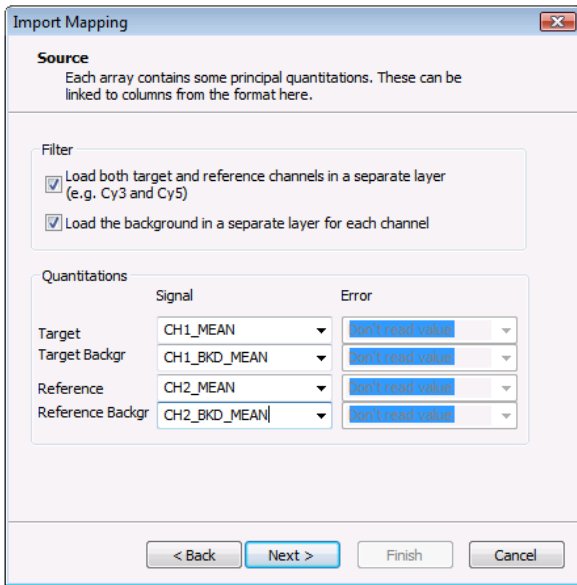 Import Mapping
Source
Each array contains some principal quantitations. These can be
linked to columns from the format here.
Filter
Load both target and reference channels in a separate layer
(e.g. Cy3 and Cy5)
Load the background in a separate layer for each channel
Quantitations
Signal Error
Target CH1_MEAN Don't read value
Target Backgr CH1_BKD_MEAN Don't read value
Reference CH2_MEAN Don't read value
Reference Backgr CH2_BKD_MEAN Don't read value
< Back Next > Finish Cancel